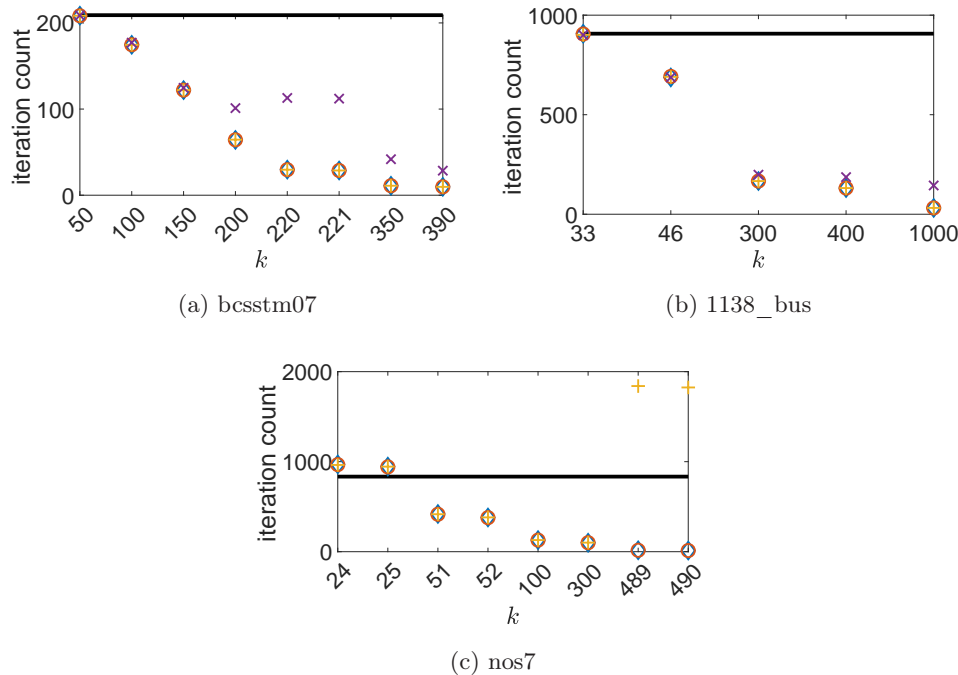 200
100
0
iteration count
50 100 150 200 220 221 350 390
k
(a) bcsstm07
1000
500
0
iteration count
33 46 300 400 1000
k
(b) 1138_bus
2000
1000
0
iteration count
24 25 51 52 100 300 489 490
k
(c) nos7